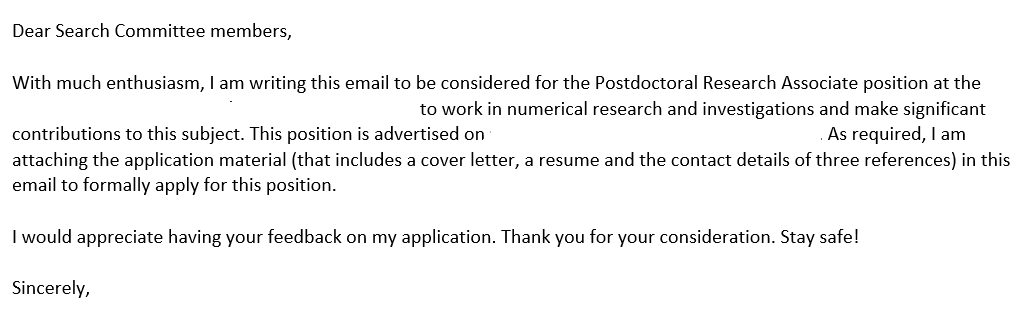 Dear Search Committee members,
With much enthusiasm, I am writing this email to be considered for the Postdoctoral Research Associate position at the
to work in numerical research and investigations and make significant
contributions to this subject. This position is advertised on . As required, I am
attaching the application material (that includes a cover letter, a resume and the contact details of three references) in this
email to formally apply for this position.
I would appreciate having your feedback on my application. Thank you for your consideration. Stay safe!
Sincerely,